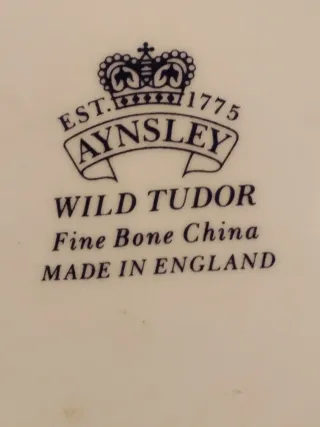 EST. 1775
AYNSLEY
WILD TUDOR
Fine Bone China
MADE IN ENGLAND